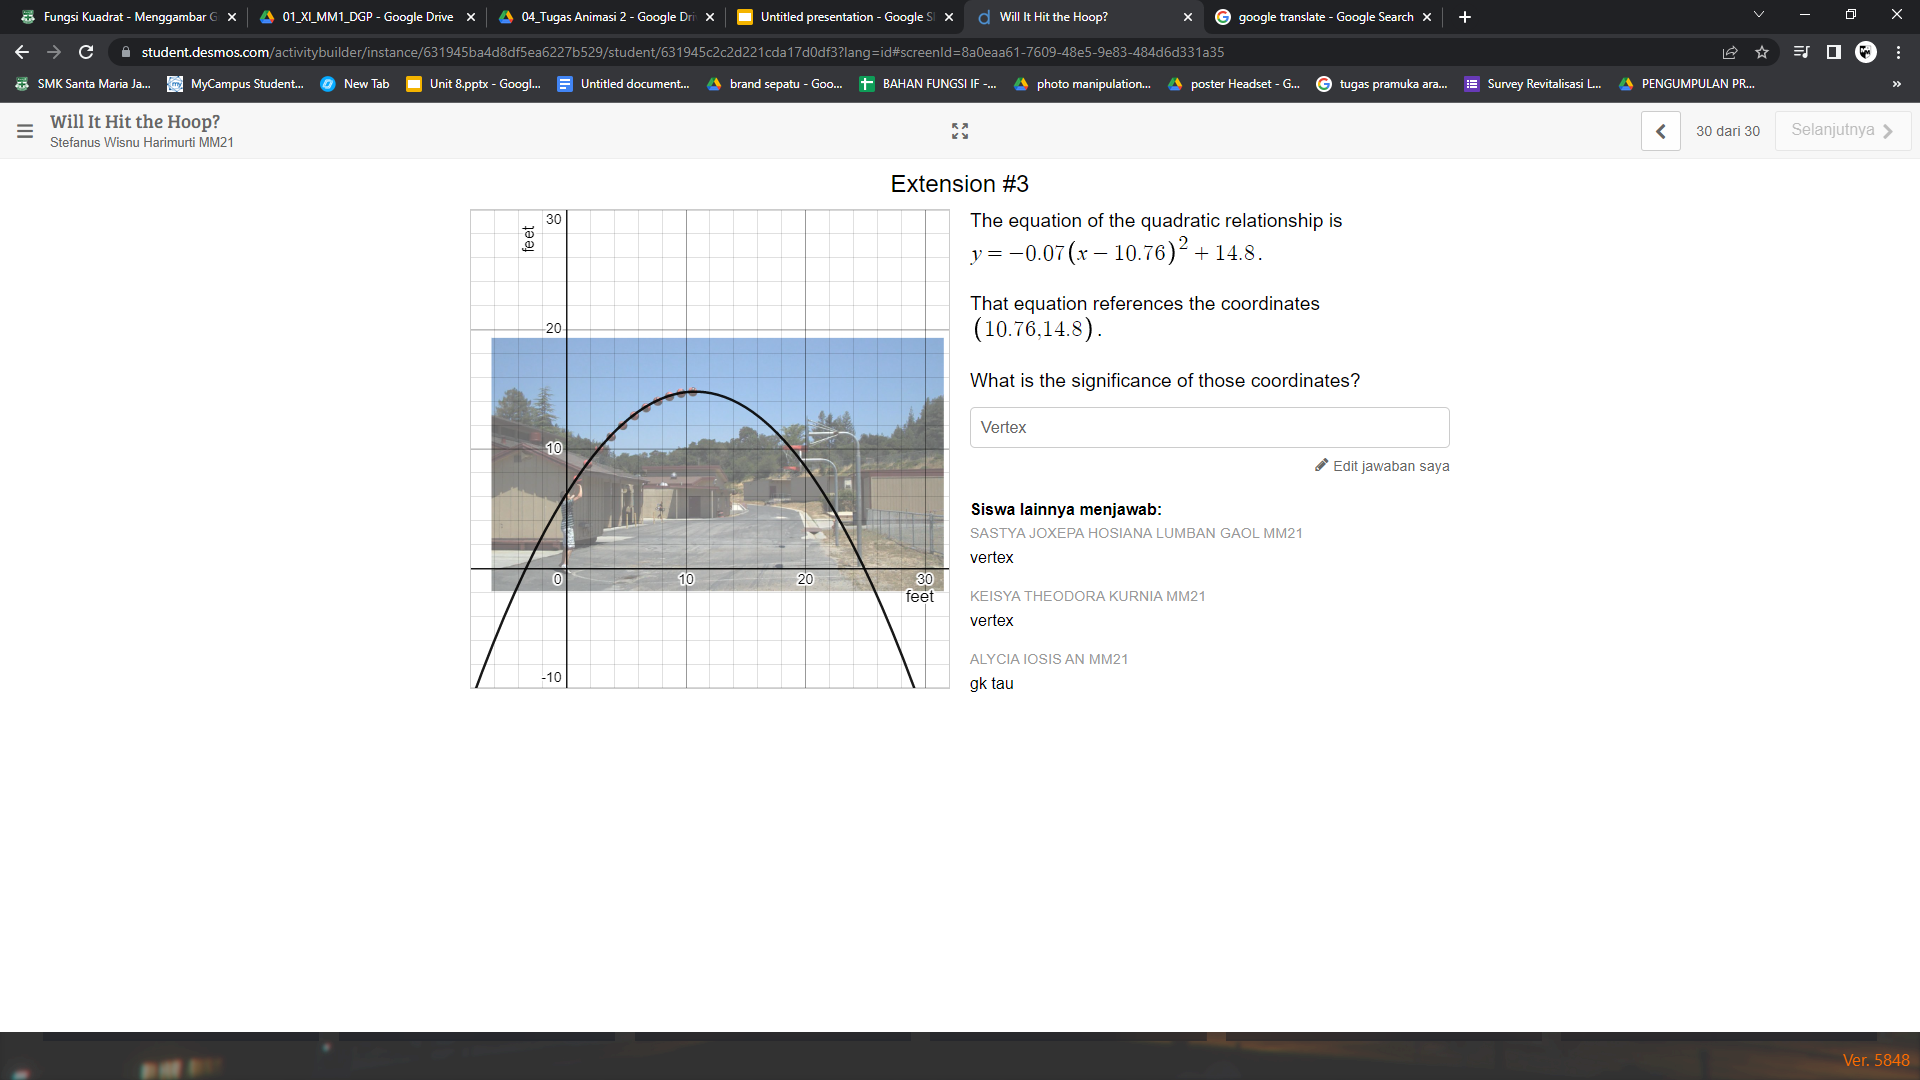 Fungsi Kuadrat - Menggambar G
01_XI_MM1_DGP - Google Drive
04_Tugas Animasi 2 - Google Dri
Untitled presentation - Google S
Will It Hit the Hoop?
google translate - Google Search
student.desmos.com/activitybuilder/instance/631945ba4d8df5ea6227b529/student/631945c2c2d221cda17d0df3?lang=id#screenId=8a0eaa61-7609-48e5-9e83-484d6d331a35
SMK Santa Maria Ja...
MyCampus Student...
New Tab
Unit 8.pptx - Googl...
Untitled document...
brand sepatu - Goo...
BAHAN FUNGSI IF -...
photo manipulation...
poster Headset - G...
tugas pramuka ara...
Survey Revitalisasi L...
PENGUMPULAN PR...
»
Will It Hit the Hoop?
Stefanus Wisnu Harimurti MM21
30 dari 30
Selanjutnya
Extension #3
30
feet
20
10
0
10
20
30
feet
-10
The equation of the quadratic relationship is
y = −0.07(x − 10.76)² + 14.8.
That equation references the coordinates
(10.76,14.8).
What is the significance of those coordinates?
Vertex
Edit jawaban saya
Siswa lainnya menjawab:
SASTYA JOXEPA HOSIANA LUMBAN GAOL MM21
vertex
KEISYA THEODORA KURNIA MM21
vertex
ALYCIA IOSIS AN MM21
gk tau
Ver. 5848